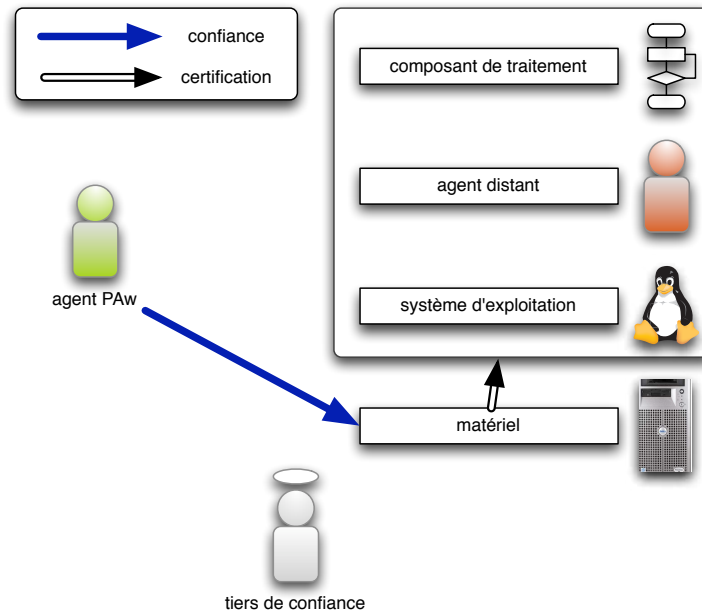 confiance
certification
composant de traitement
agent distant
agent PAw
système d'exploitation
matériel
tiers de confiance